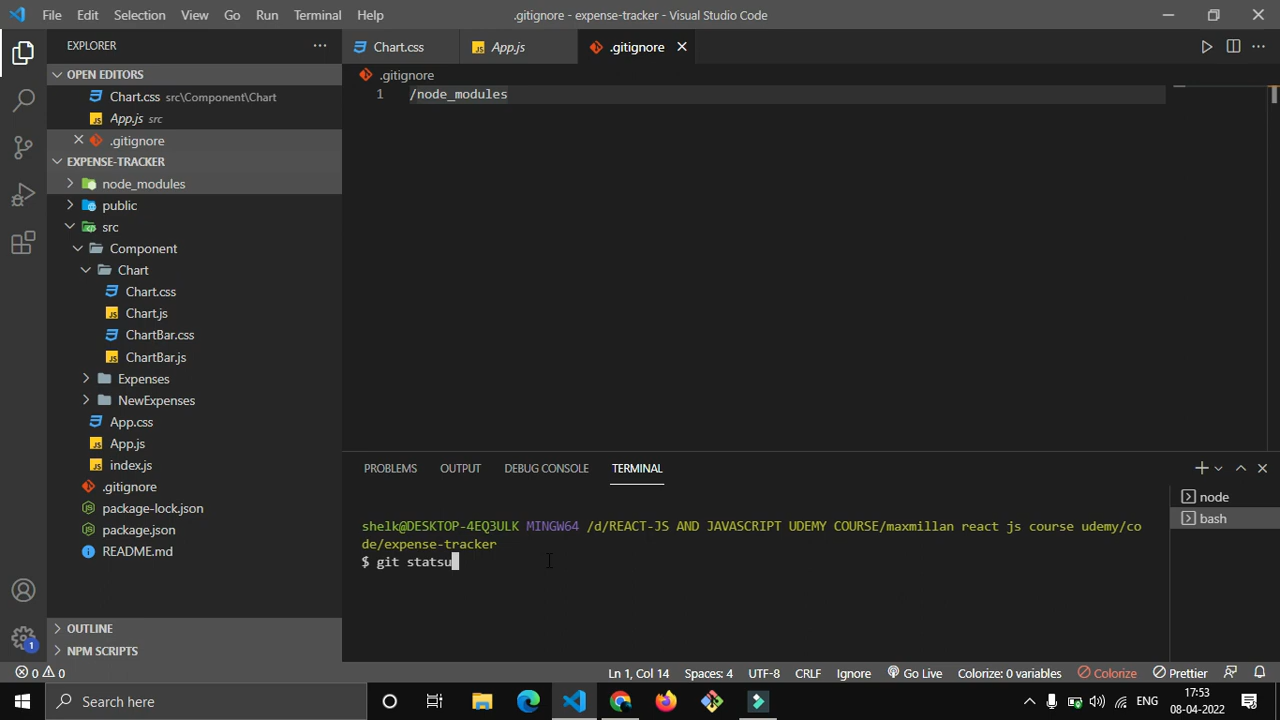 File Edit Selection View Go Run Terminal Help .gitignore - expense-tracker - Visual Studio Code
EXPLORER
OPEN EDITORS
Chart.css src\Component\Chart
App.js src
.gitignore
EXPENSE-TRACKER
node_modules
public
src
Component
Chart
Chart.css
Chart.js
ChartBar.css
ChartBar.js
Expenses
NewExpenses
App.css
App.js
index.js
.gitignore
package-lock.json
package.json
README.md
OUTLINE
NPM SCRIPTS
Chart.css App.js .gitignore
.gitignore
1 /node_modules
PROBLEMS OUTPUT DEBUG CONSOLE TERMINAL
node
bash
shelk@DESKTOP-4EQ3ULK MINGW64 /d/REACT-JS AND JAVASCRIPT UDEMY COURSE/maxmillan react js course udemy/co
de/expense-tracker
$ git statsu
0 0 Ln 1, Col 14 Spaces: 4 UTF-8 CRLF Ignore Go Live Colorize: 0 variables Colorize Prettier
1
Search here
ENG
17:53
08-04-2022